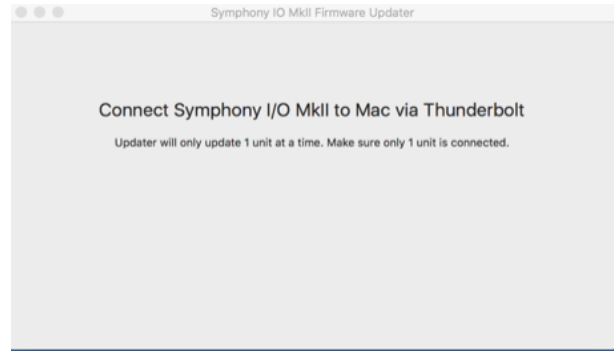 Symphony IO MkII Firmware Updater
Connect Symphony I/O MkII to Mac via Thunderbolt
Updater will only update 1 unit at a time. Make sure only 1 unit is connected.